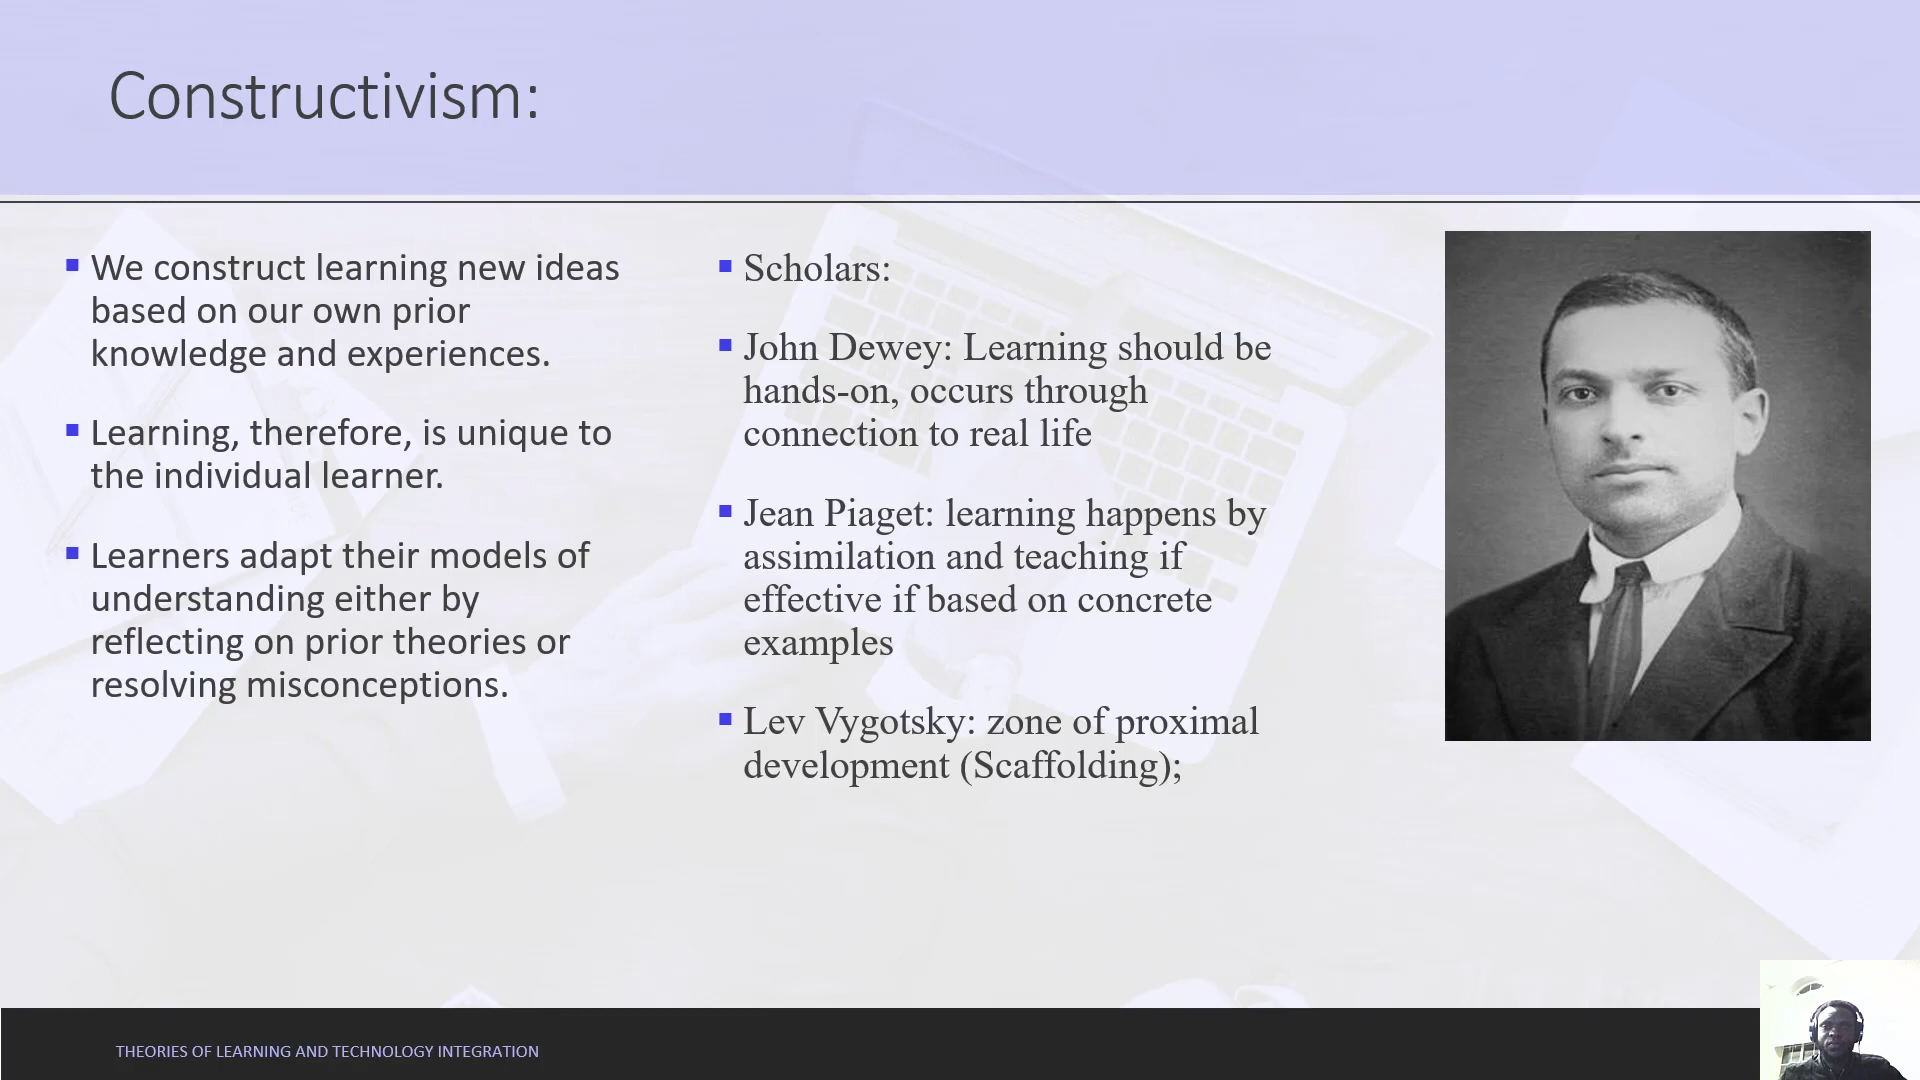 Constructivism:
We construct learning new ideas
based on our own prior
knowledge and experiences.
Learning, therefore, is unique to
the individual learner.
Learners adapt their models of
understanding either by
reflecting on prior theories or
resolving misconceptions.
Scholars:
John Dewey: Learning should be
hands-on, occurs through
connection to real life
Jean Piaget: learning happens by
assimilation and teaching if
effective if based on concrete
examples
Lev Vygotsky: zone of proximal
development (Scaffolding);
THEORIES OF LEARNING AND TECHNOLOGY INTEGRATION